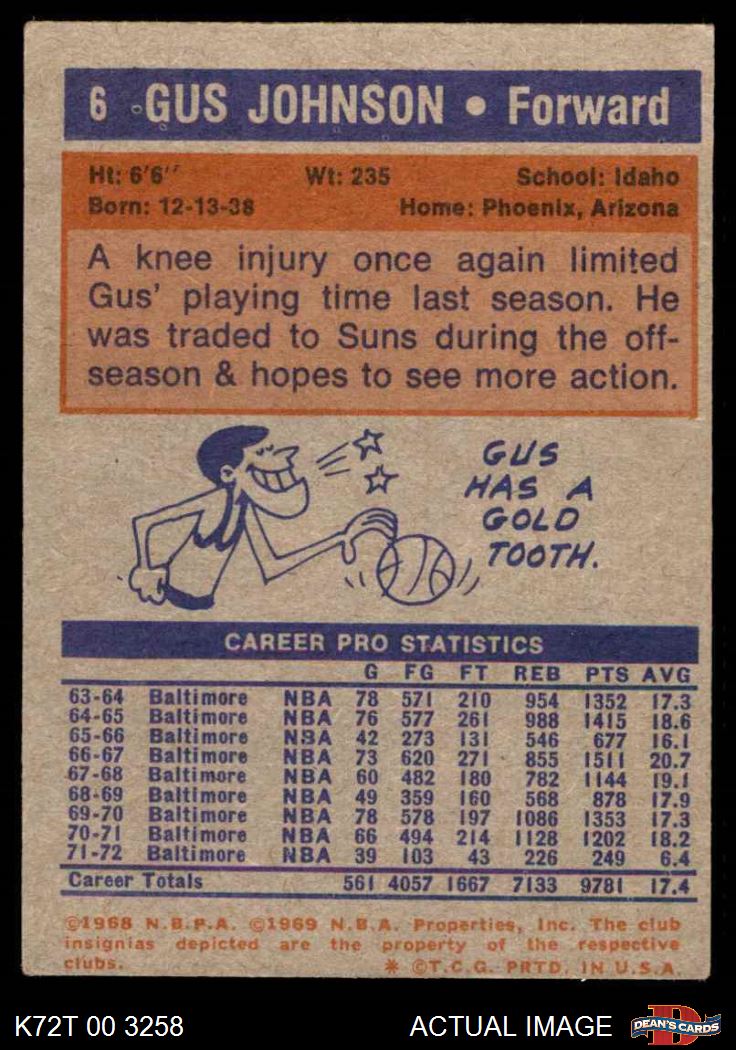 6 GUS JOHNSON • Forward
Ht: 6'6" Wt: 235 School: Idaho
Born: 12-13-38 Home: Phoenix, Arizona
A knee injury once again limited
Gus' playing time last season. He
was traded to Suns during the off-
season & hopes to see more action.
GUS
HAS A
GOLD
TOOTH.
CAREER PRO STATISTICS
G FG FT REB PTS AVG
63-64 Baltimore NBA 78 571 210 954 1352 17.3
64-65 Baltimore NBA 76 577 261 988 1415 18.6
65-66 Baltimore NBA 42 273 131 546 677 16.1
66-67 Baltimore NBA 73 620 271 855 1511 20.7
67-68 Baltimore NBA 60 482 180 782 1144 19.1
68-69 Baltimore NBA 49 359 160 568 878 17.9
69-70 Baltimore NBA 78 578 197 1086 1353 17.3
70-71 Baltimore NBA 66 494 214 1128 1202 18.2
71-72 Baltimore NBA 39 103 43 226 249 6.4
Career Totals 561 4057 1667 7133 9781 17.4
©1968 N.B.P.A. ©1969 N.B.A. Properties, Inc. The club
insignias depicted are the property of the respective
clubs. * ©T.C.G. PRTD. IN U.S.A.
K72T 00 3258 ACTUAL IMAGE D DEAN'S CARDS